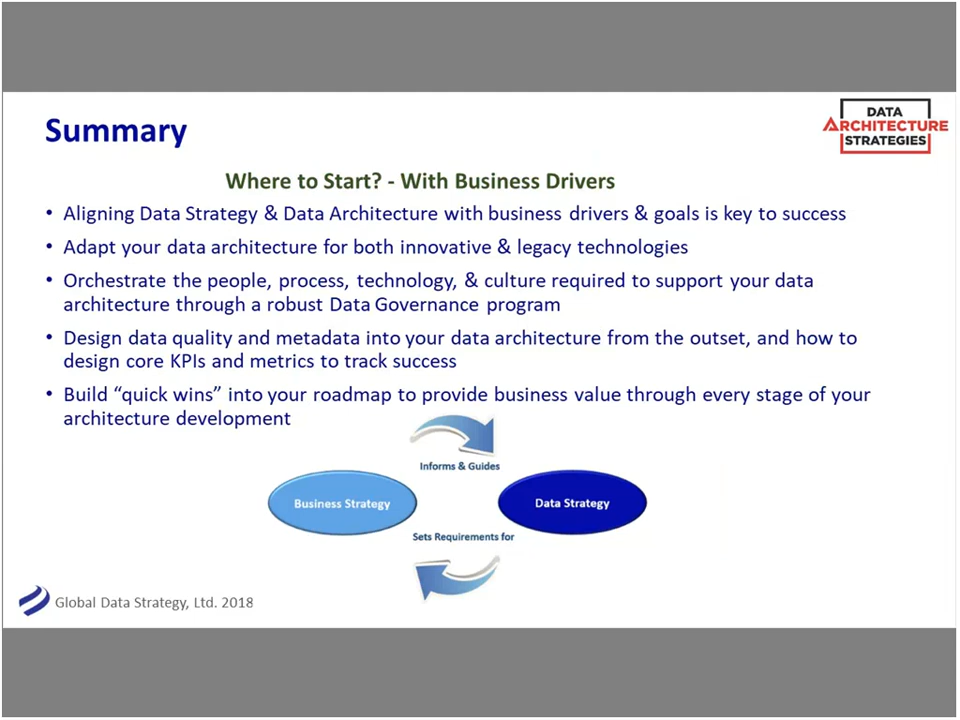 Summary
DATA
ARCHITECTURE
STRATEGIES
Where to Start? - With Business Drivers
• Aligning Data Strategy & Data Architecture with business drivers & goals is key to success
• Adapt your data architecture for both innovative & legacy technologies
• Orchestrate the people, process, technology, & culture required to support your data
architecture through a robust Data Governance program
• Design data quality and metadata into your data architecture from the outset, and how to
design core KPIs and metrics to track success
• Build “quick wins” into your roadmap to provide business value through every stage of your
architecture development
Informs & Guides
Business Strategy
Data Strategy
Sets Requirements for
Global Data Strategy, Ltd. 2018